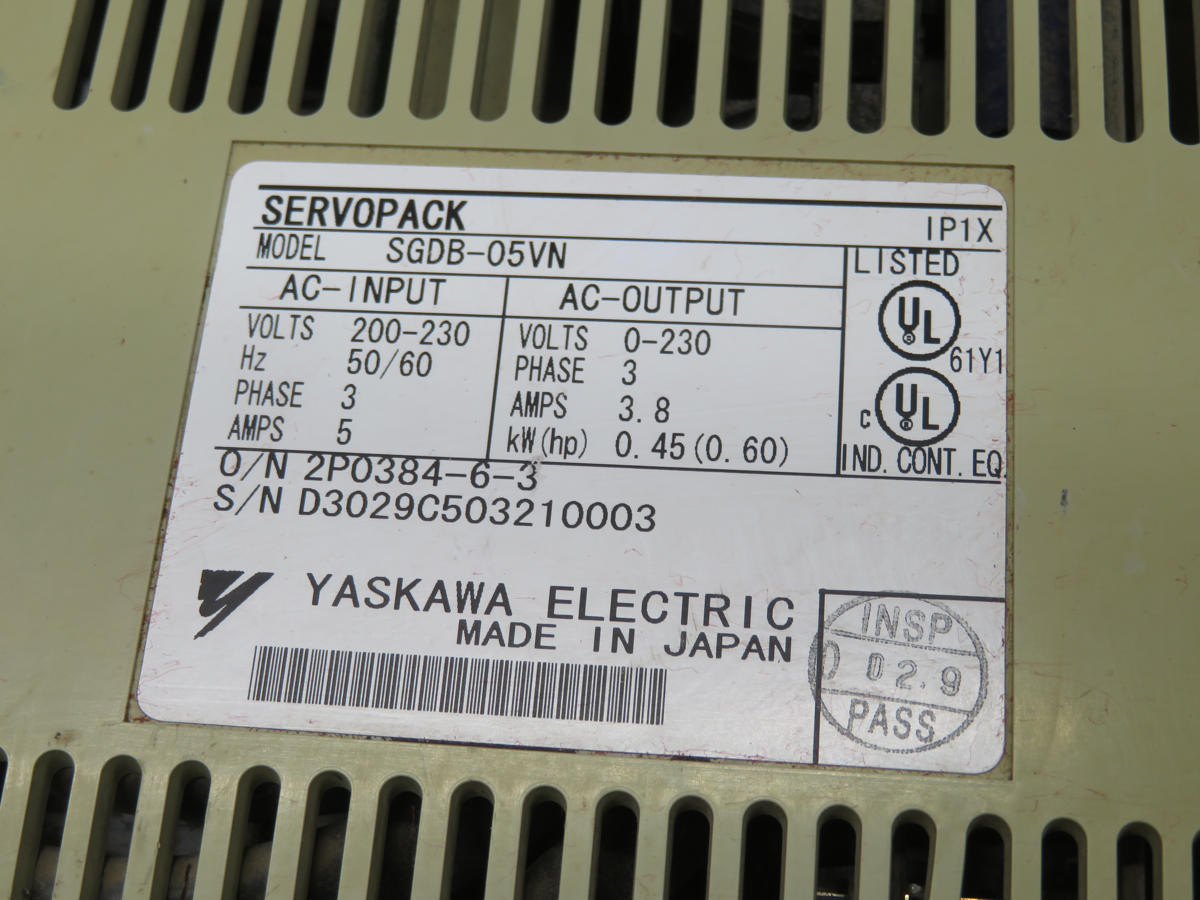 SERVOPACK
IP1X
MODEL SGDB-05VN
LISTED
AC-INPUT
AC-OUTPUT
VOLTS 200-230
VOLTS 0-230
UL
61Y1
Hz 50/60
PHASE 3
PHASE 3
AMPS 3.8
C UL
AMPS 5
kW(hp) 0.45(0.60)
IND. CONT. EQ.
O/N 2P0384-6-3
S/N D3029C503210003
YASKAWA ELECTRIC
MADE IN JAPAN
INSP
02.9
PASS